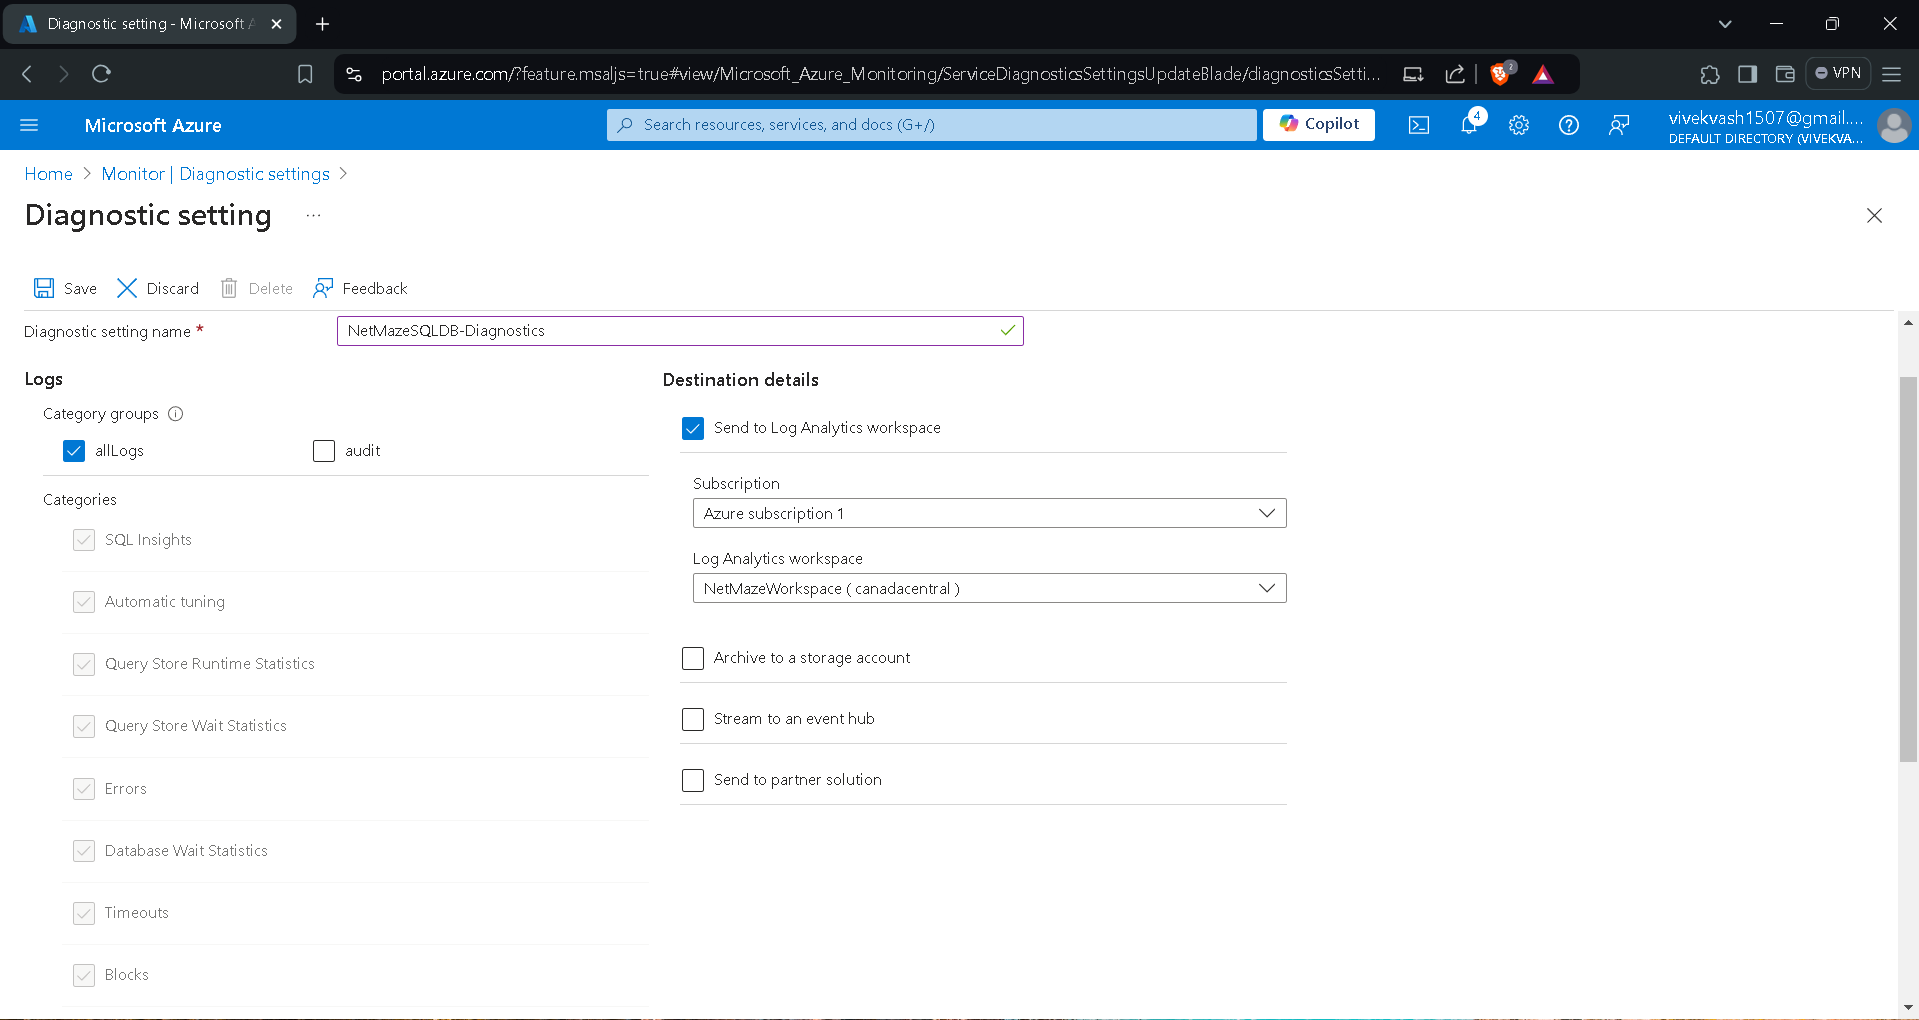 Diagnostic setting - Microsoft A
portal.azure.com/?feature.msaljs=true#view/Microsoft_Azure_Monitoring/ServiceDiagnosticsSettingsUpdateBlade/diagnosticsSetti...
2
VPN
Microsoft Azure
Search resources, services, and docs (G+/)
Copilot
4
vivekvash1507@gmail....
DEFAULT DIRECTORY (VIVEKVA...
Home > Monitor | Diagnostic settings >
Diagnostic setting ...
Save
Discard
Delete
Feedback
Diagnostic setting name *
NetMazeSQLDB-Diagnostics
Logs
Category groups
allLogs
audit
Categories
SQL Insights
Automatic tuning
Query Store Runtime Statistics
Query Store Wait Statistics
Errors
Database Wait Statistics
Timeouts
Blocks
Destination details
Send to Log Analytics workspace
Subscription
Azure subscription 1
Log Analytics workspace
NetMazeWorkspace ( canadacentral )
Archive to a storage account
Stream to an event hub
Send to partner solution